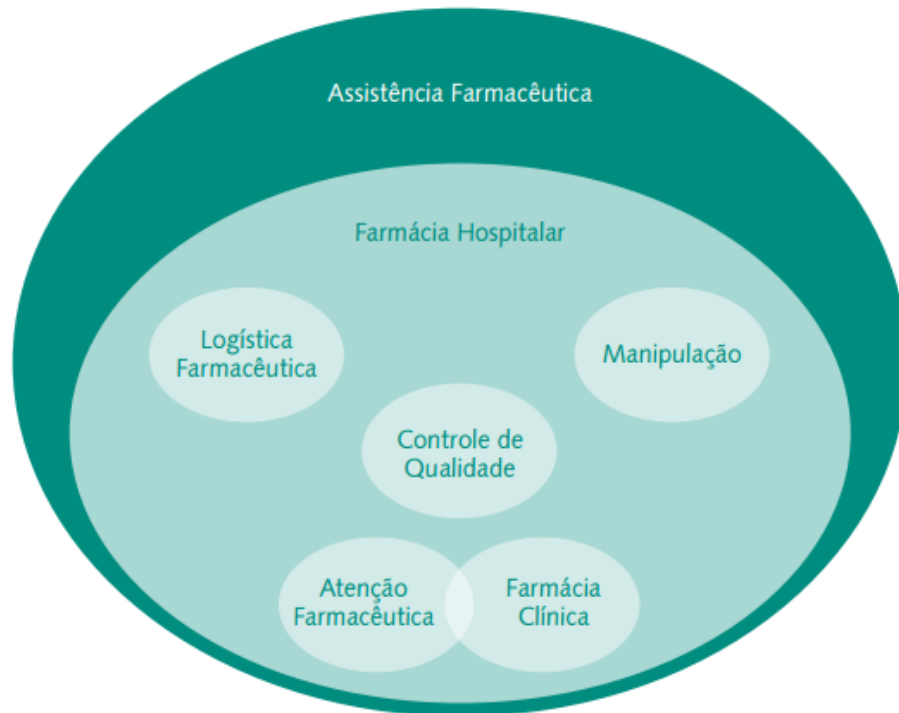 Assistência Farmacêutica
Farmácia Hospitalar
Logística
Farmacêutica
Manipulação
Controle de
Qualidade
Atenção
Farmacêutica
Farmácia
Clínica